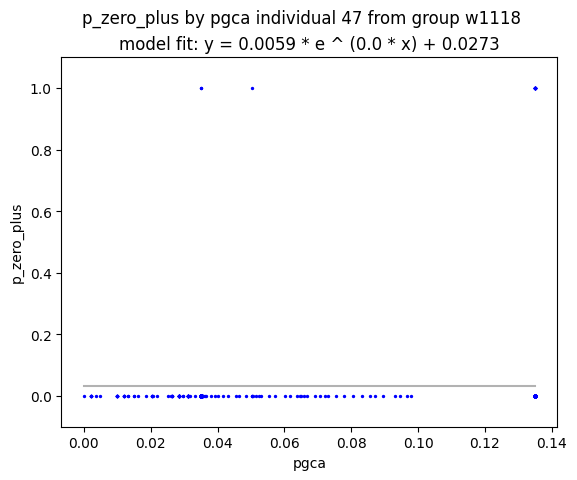 p_zero_plus by pgca individual 47 from group w1118
model fit: y = 0.0059 * e ^ (0.0 * x) + 0.0273
1.0
0.8
0.6
0.4
0.2
0.0
p_zero_plus
0.00 0.02 0.04 0.06 0.08 0.10 0.12 0.14
pgca